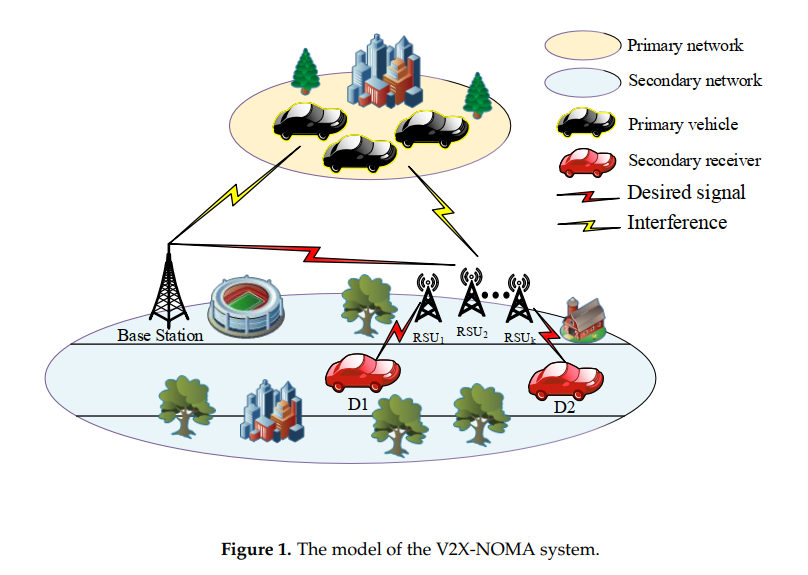 Primary network
Secondary network
Primary vehicle
Secondary receiver
Desired signal
Interference
Base Station
RSU1
RSU2
RSUk
D1
D2
Figure 1. The model of the V2X-NOMA system.